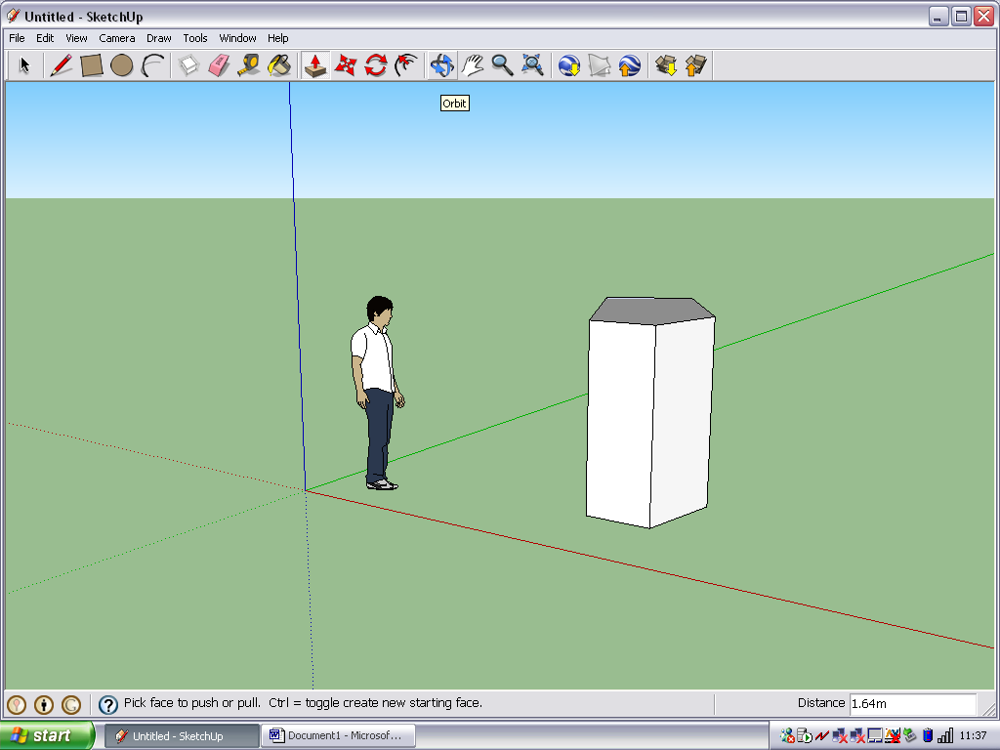 Untitled - SketchUp
File Edit View Camera Draw Tools Window Help
Orbit
Pick face to push or pull. Ctrl = toggle create new starting face.
Distance 1.64m
start
Untitled - SketchUp
Document1 - Microsof...
11:37